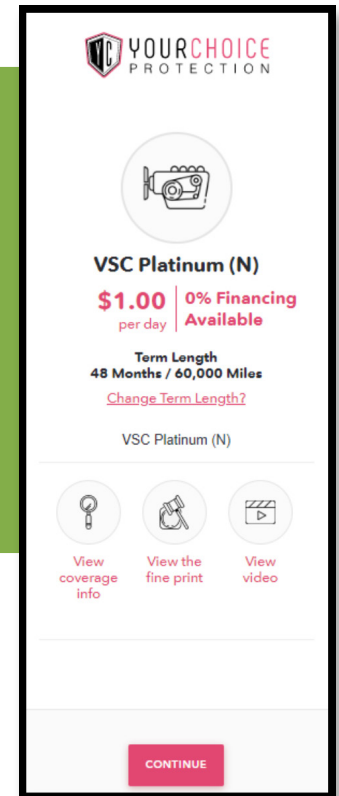 YC YOURCHOICE
PROTECTION
VSC Platinum (N)
$1.00 0% Financing
per day Available
Term Length
48 Months / 60,000 Miles
Change Term Length?
VSC Platinum (N)
View coverage info
View the fine print
View video
CONTINUE